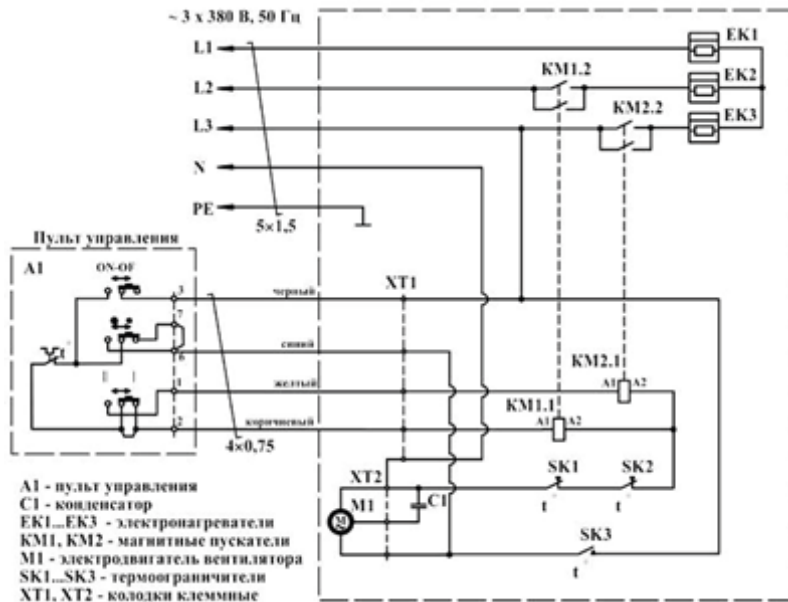 ~ 3 x 380 В, 50 Гц
L1
EK1
KM1.2
L2
EK2
KM2.2
L3
EK3
N
PE
5×1,5
Пульт управления
A1
ON-OF
XT1
3
черный
7
синий
6
KM2.1
A1 A2
1
желтый
KM1.1
2
коричневый
A1 A2
4×0,75
SK1
SK2
XT2
t
t
M1
C1
M
SK3
t
A1 - пульт управления
C1 - конденсатор
EK1...EK3 - электронагреватели
KM1, KM2 - магнитные пускатели
M1 - электродвигатель вентилятора
SK1...SK3 - термоограничители
XT1, XT2 - колодки клеммные